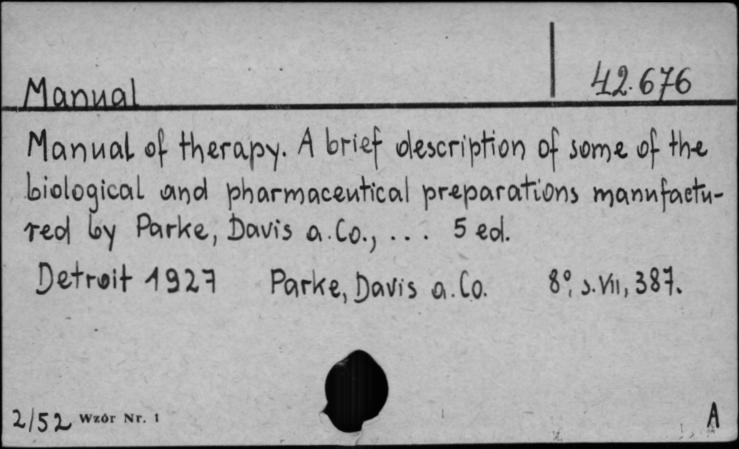 42.676
Manual
Manual of therapy. A brief description of some of the
biological and pharmaceutical preparations manufactu-
red by Parke, Davis a. Co., ... 5 ed.
Detroit 1927 Parke, Davis a. Co. 8°, s. VII, 387.
2/52 Wzór Nr. 1
A